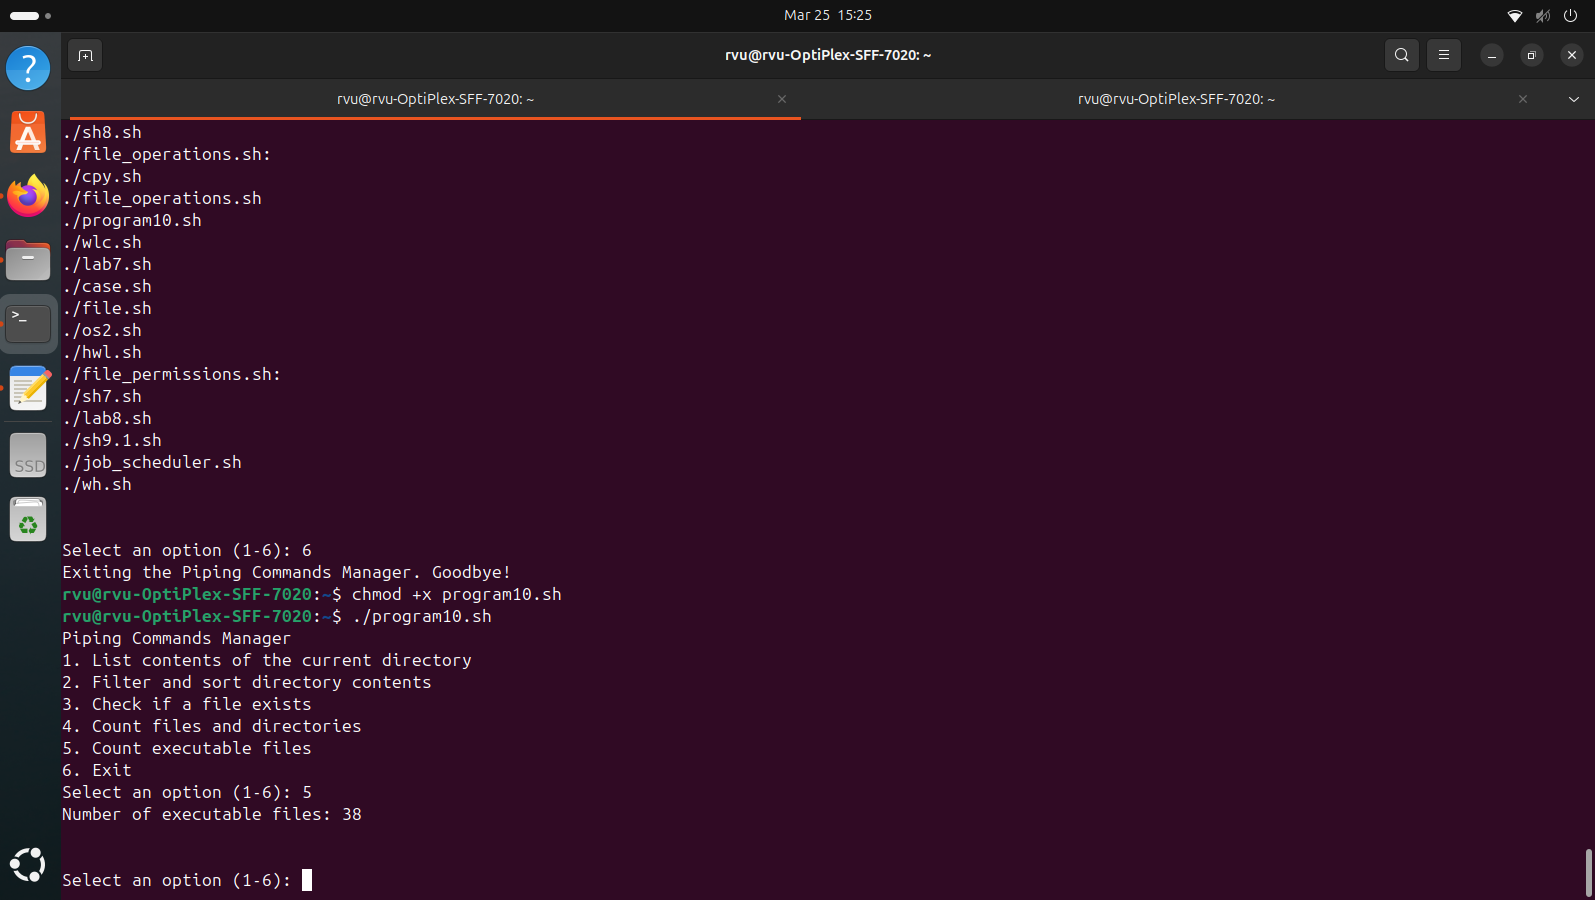 Mar 25 15:25
rvu@rvu-OptiPlex-SFF-7020: ~
rvu@rvu-OptiPlex-SFF-7020: ~
rvu@rvu-OptiPlex-SFF-7020: ~
./sh8.sh
./file_operations.sh:
./cpy.sh
./file_operations.sh
./program10.sh
./wlc.sh
./lab7.sh
./case.sh
./file.sh
./os2.sh
./hwl.sh
./file_permissions.sh:
./sh7.sh
./lab8.sh
./sh9.1.sh
./job_scheduler.sh
./wh.sh
Select an option (1-6): 6
Exiting the Piping Commands Manager. Goodbye!
rvu@rvu-OptiPlex-SFF-7020:~$ chmod +x program10.sh
rvu@rvu-OptiPlex-SFF-7020:~$ ./program10.sh
Piping Commands Manager
1. List contents of the current directory
2. Filter and sort directory contents
3. Check if a file exists
4. Count files and directories
5. Count executable files
6. Exit
Select an option (1-6): 5
Number of executable files: 38
Select an option (1-6):
SSD